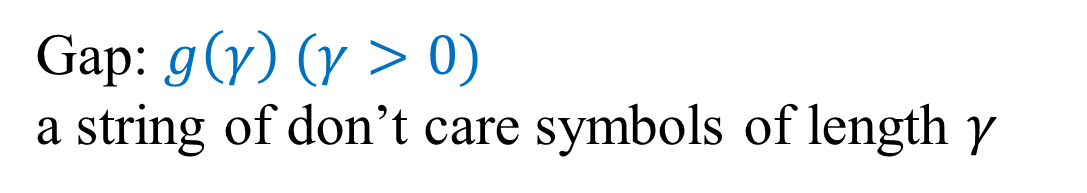 Gap: g(γ) (γ > 0)
a string of don’t care symbols of length γ